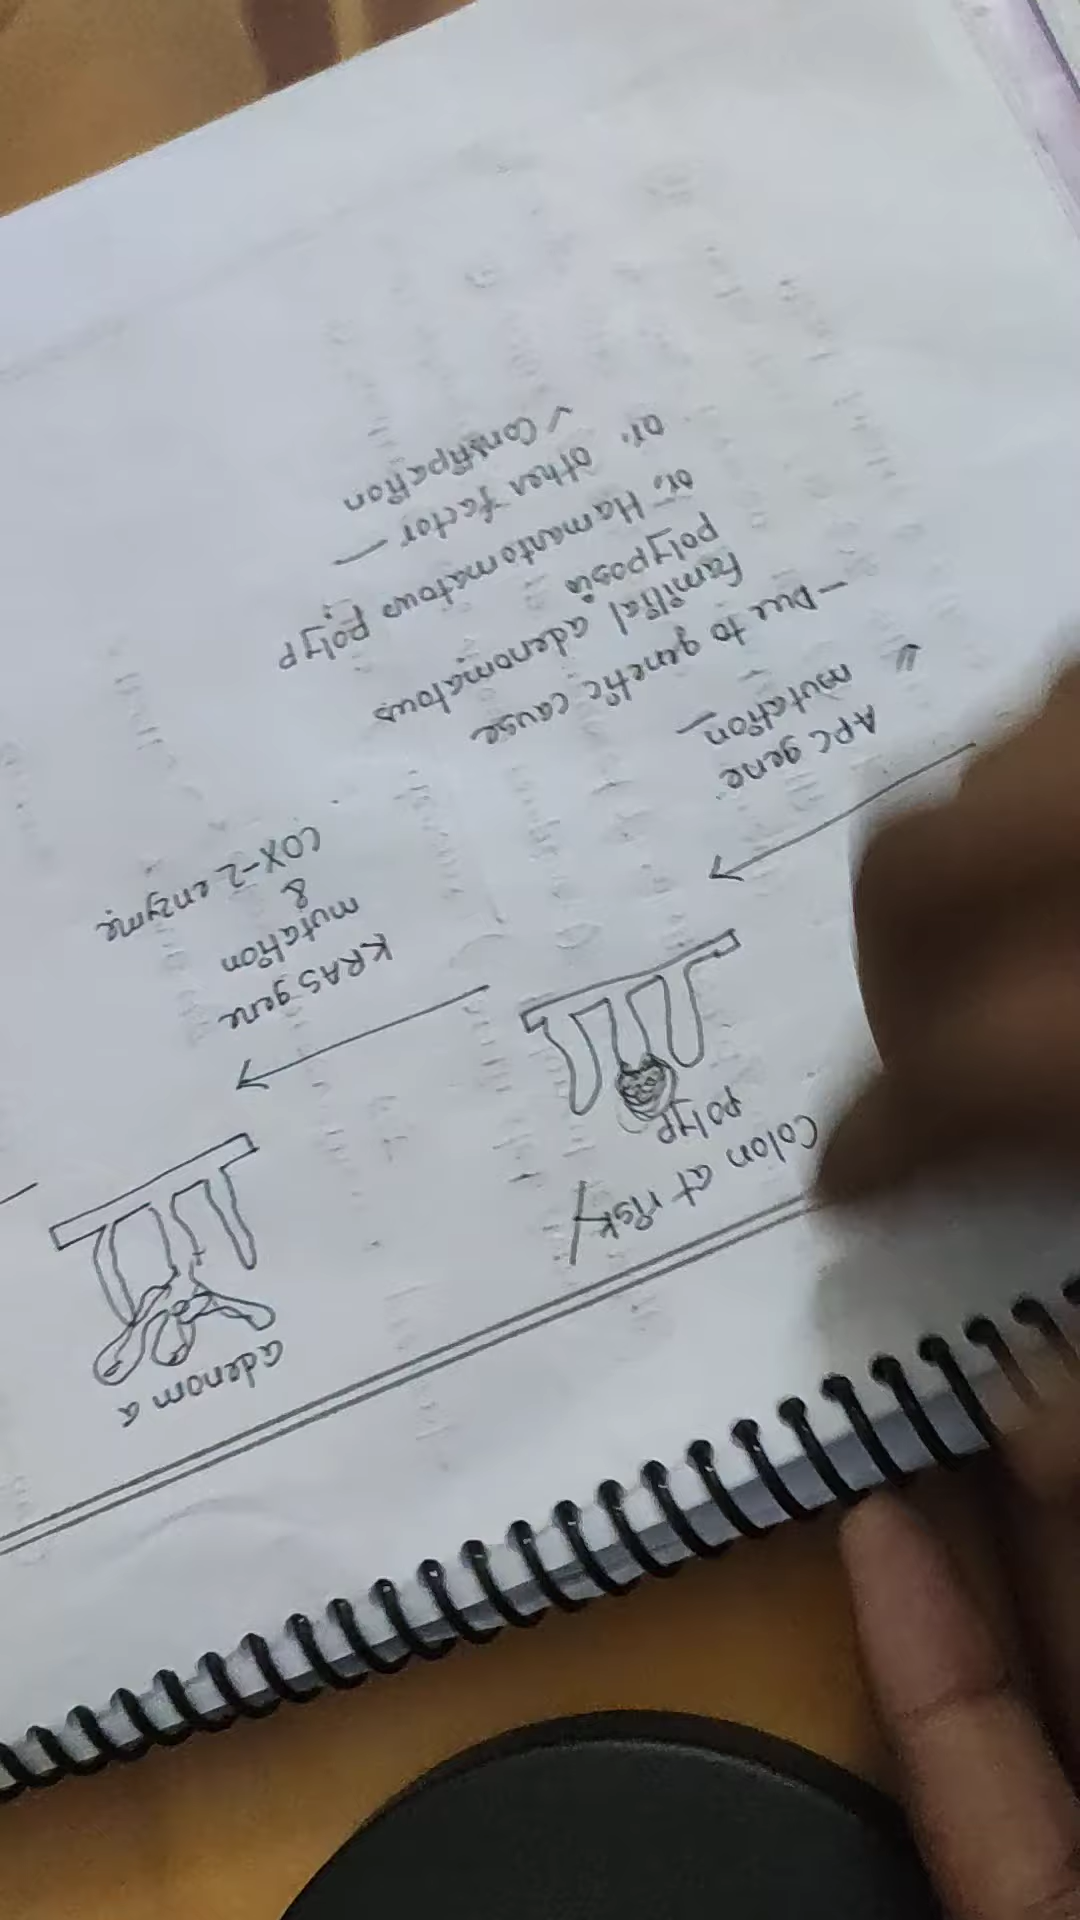 Colon at risk/
polyp
adenoma
APC gene
mutation
- Due to genetic cause
familial adenomatous
polyposis
or. - Hamantomatous polyp
or. other factor -
✓ Constipation
KRAS gene
mutation
&
COX-2 enzyme